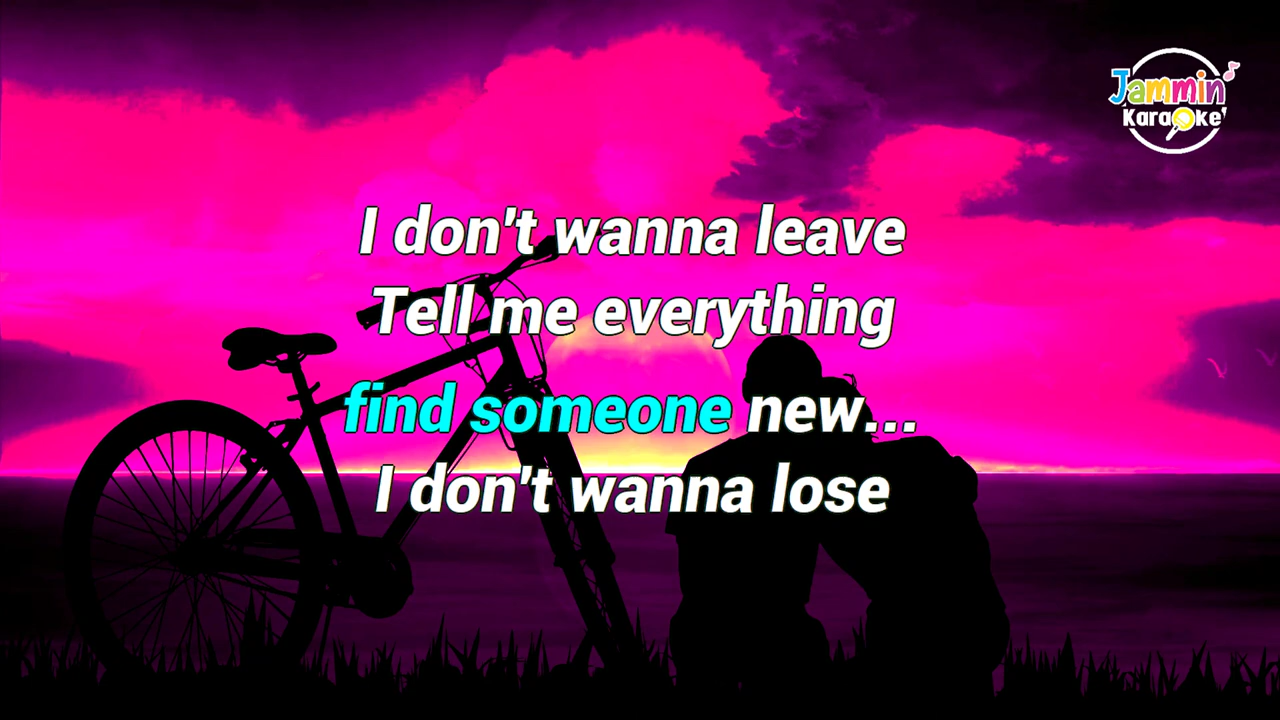 Jammin'
Karaoke
I don't wanna leave
Tell me everything
find someone new...
I don't wanna lose